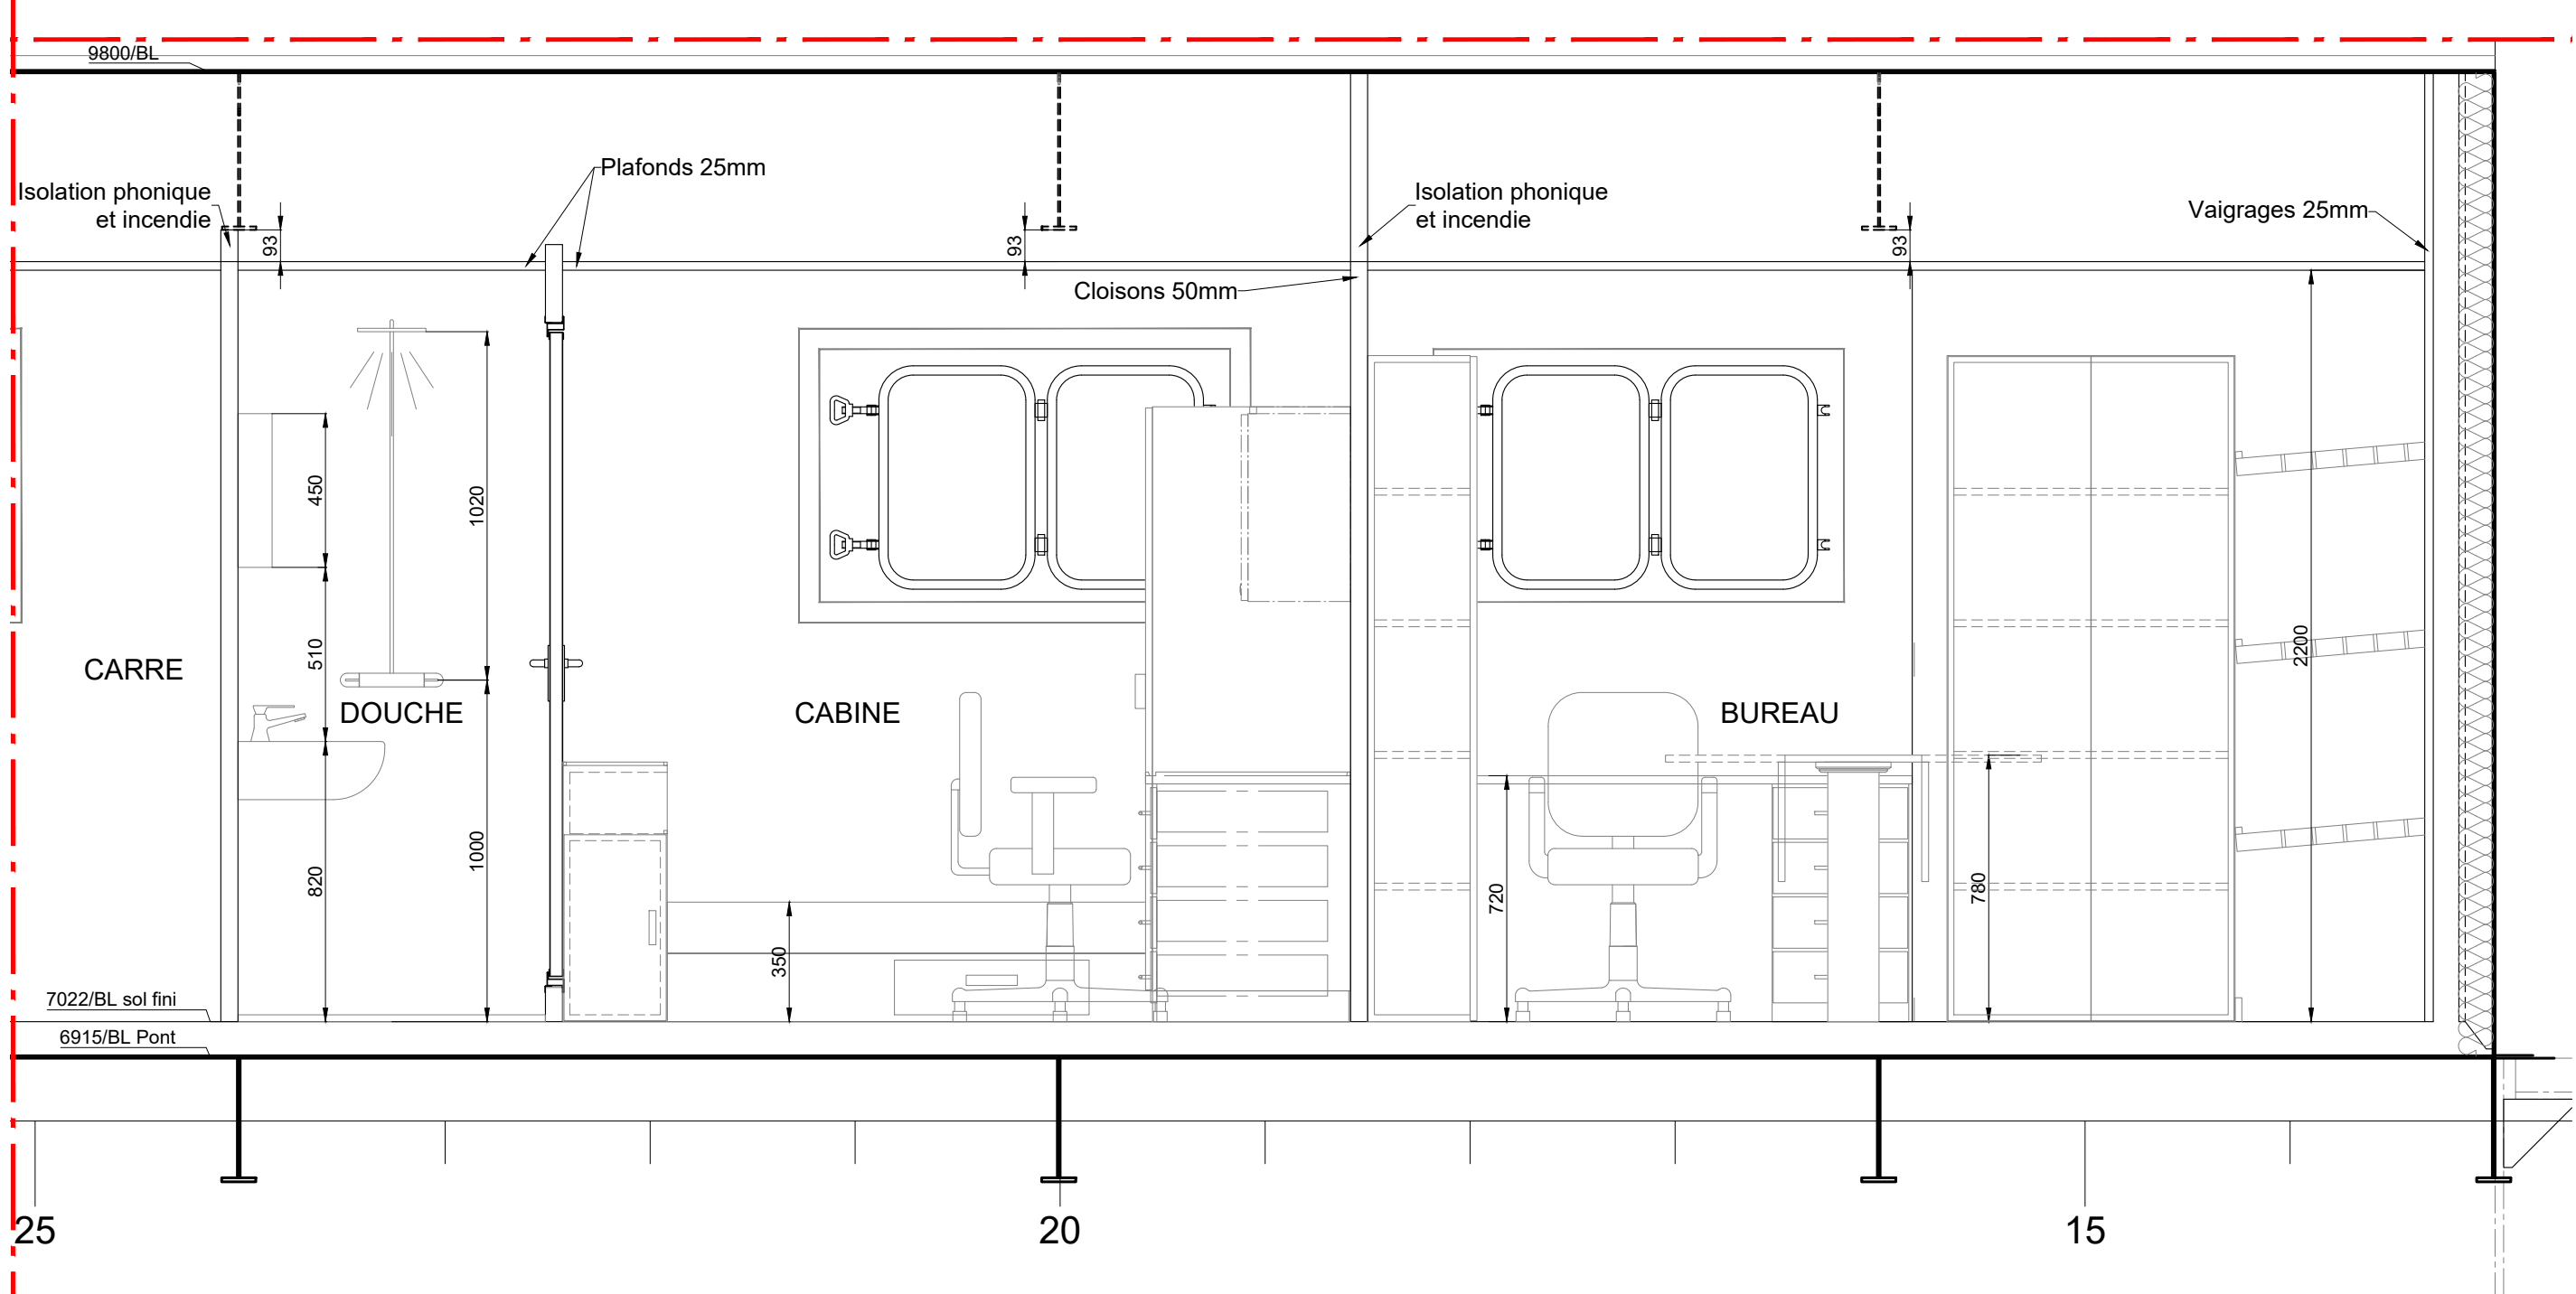 9800/BL
Plafonds 25mm
Isolation phonique
et incendie
Isolation phonique
et incendie
Vaigrages 25mm
93
93
93
Cloisons 50mm
450
1020
510
2200
CARRE
DOUCHE
CABINE
BUREAU
820
1000
350
720
780
7022/BL sol fini
6915/BL Pont
25
20
15